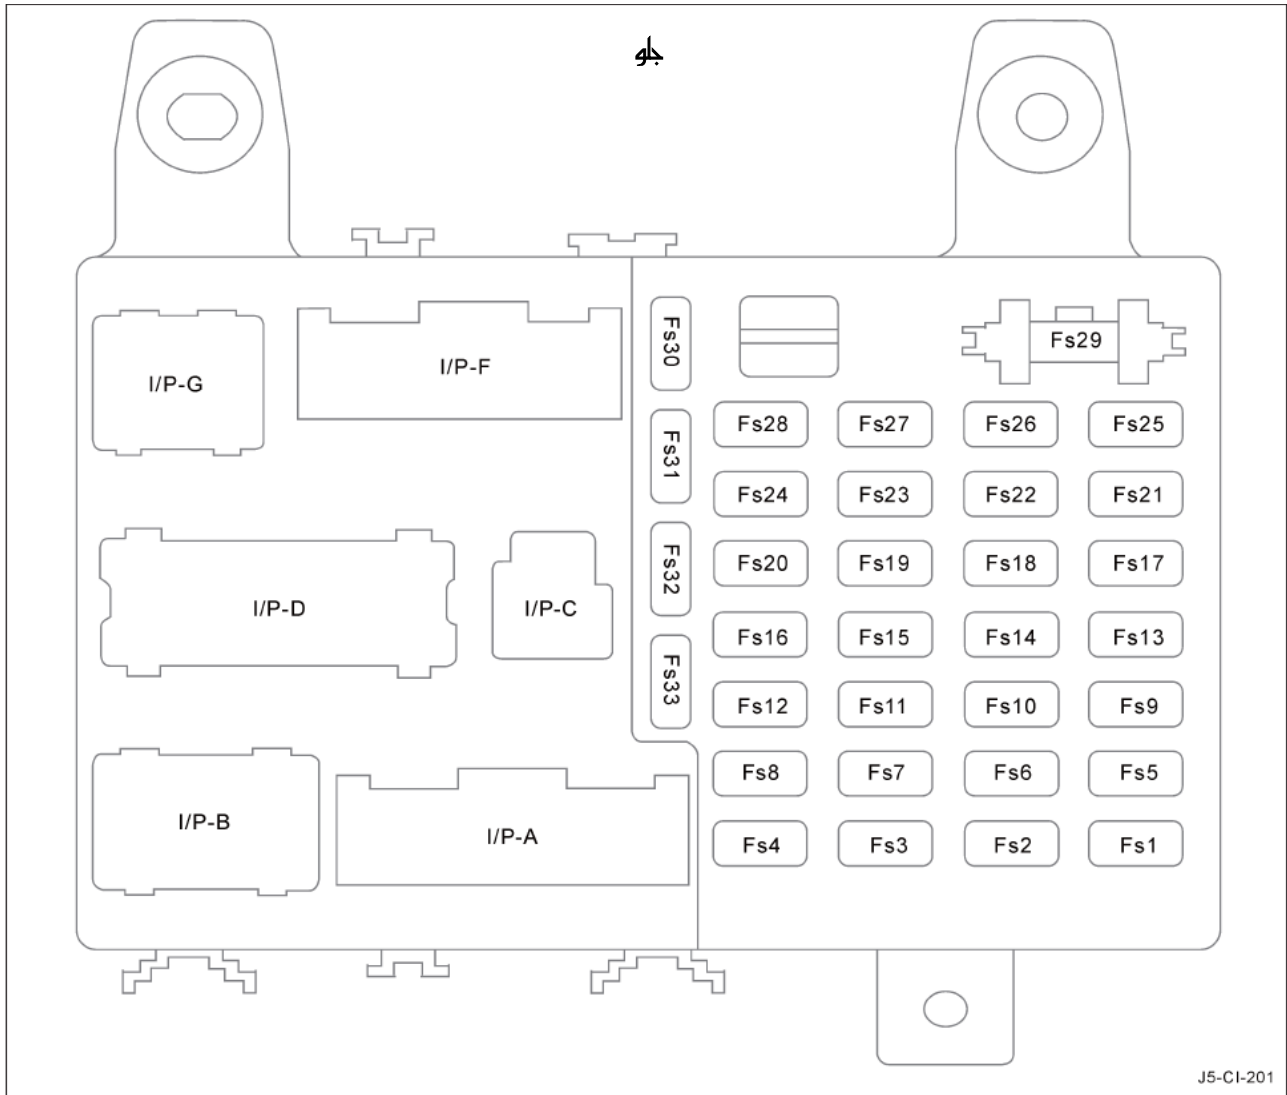 جلو
Fs30
Fs29
I/P-G
I/P-F
Fs28 Fs27 Fs26 Fs25
Fs31
Fs24 Fs23 Fs22 Fs21
Fs32
Fs20 Fs19 Fs18 Fs17
I/P-D
I/P-C
Fs16 Fs15 Fs14 Fs13
Fs33
Fs12 Fs11 Fs10 Fs9
Fs8 Fs7 Fs6 Fs5
I/P-B
I/P-A
Fs4 Fs3 Fs2 Fs1
J5-CI-201